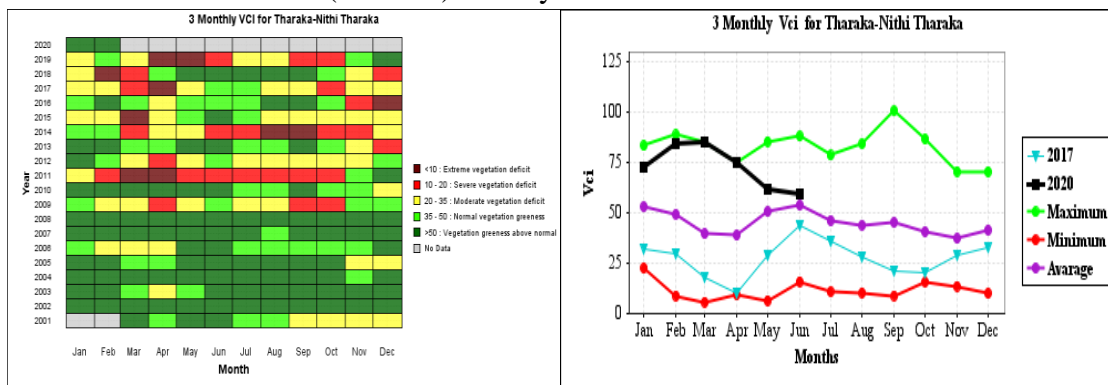 3 Monthly VCI for Tharaka-Nithi Tharaka
Year
2020
2019
2018
2017
2016
2015
2014
2013
2012
2011
2010
2009
2008
2007
2006
2005
2004
2003
2002
2001
Jan Feb Mar Apr May Jun Jul Aug Sep Oct Nov Dec
Month
<10 : Extreme vegetation deficit
10 - 20 : Severe vegetation deficit
20 - 35 : Moderate vegetation deficit
35 - 50 : Normal vegetation greeness
>50 : Vegetation greeness above normal
No Data
3 Monthly Vci for Tharaka-Nithi Tharaka
Vci
125
100
75
50
25
0
Jan Feb Mar Apr May Jun Jul Aug Sep Oct Nov Dec
Months
2017
2020
Maximum
Minimum
Avarage